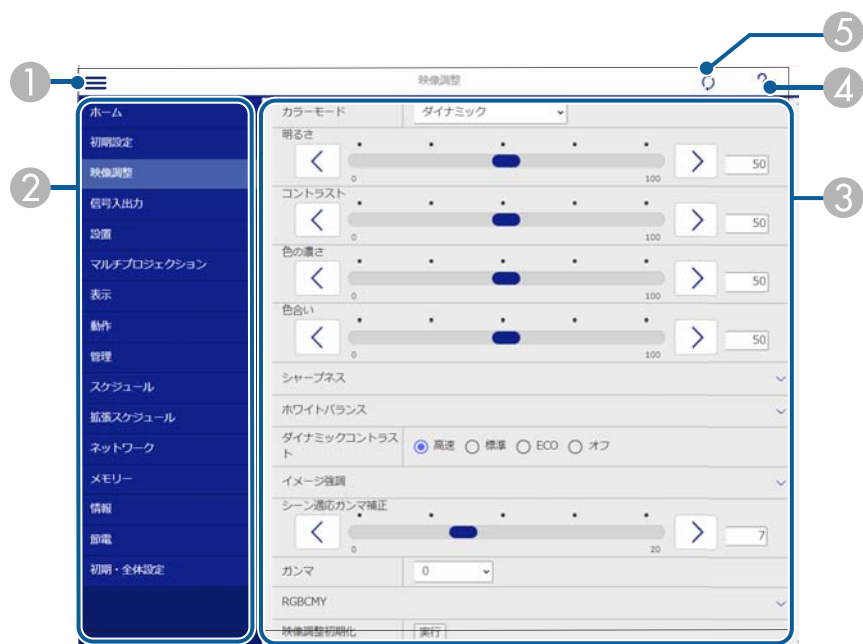 5
1
映像調整
?
4
2
ホーム
初期設定
映像調整
信号入出力
設置
マルチプロジェクション
表示
動作
管理
スケジュール
拡張スケジュール
ネットワーク
メモリー
情報
節電
初期・全体設定
3
カラーモード ダイナミック
明るさ
0 100 50
コントラスト
0 100 50
色の濃さ
0 100 50
色合い
0 100 50
シャープネス
ホワイトバランス
ダイナミックコントラス
ト
高速 標準 ECO オフ
イメージ強調
シーン適応ガンマ補正
0 20 7
ガンマ 0
RGBCMY
映像調整初期化 実行